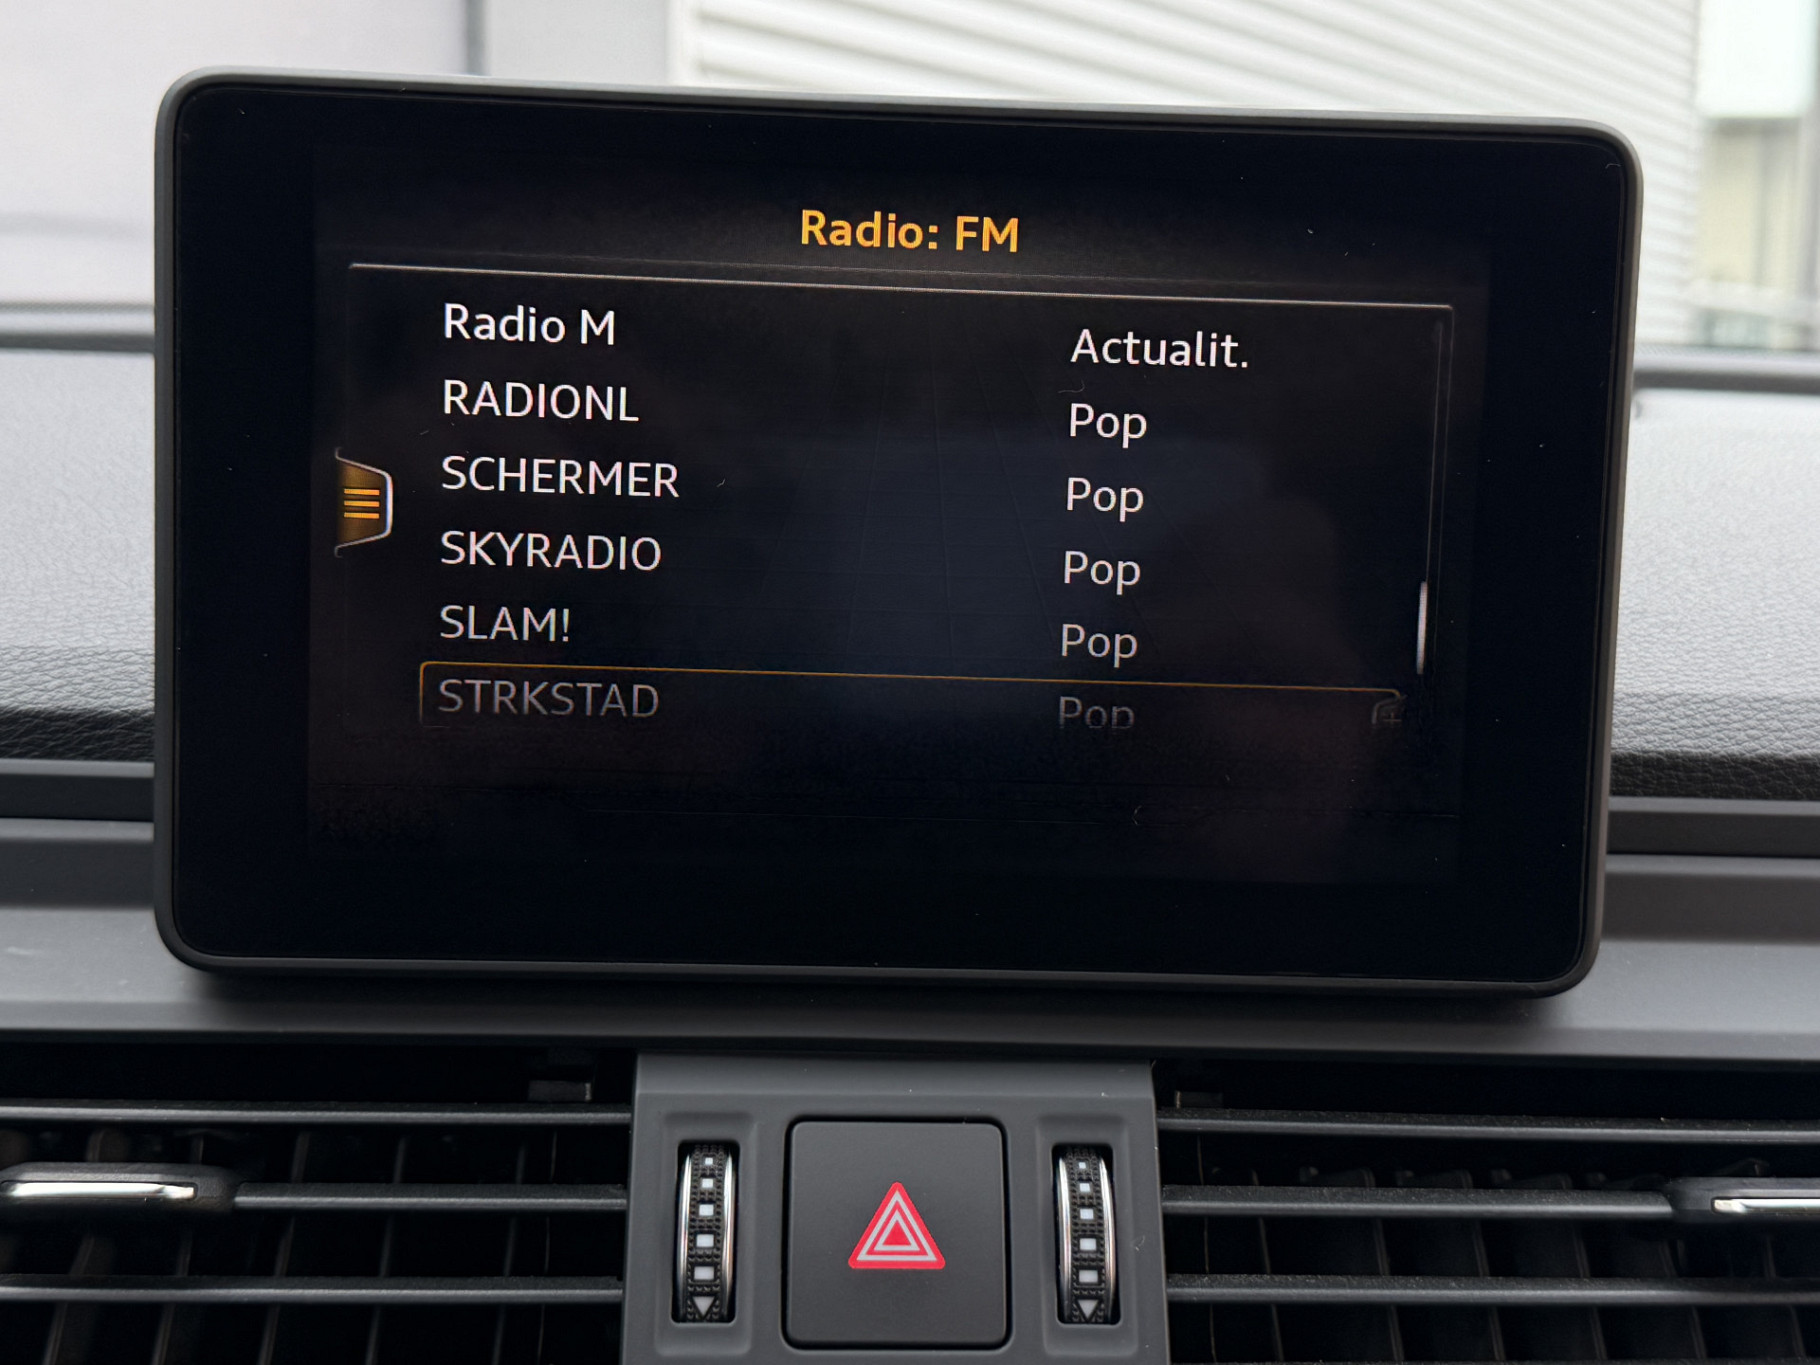 Radio: FM
Radio M Actualit.
RADIONL Pop
SCHERMER Pop
SKYRADIO Pop
SLAM! Pop
STRKSTAD Pop